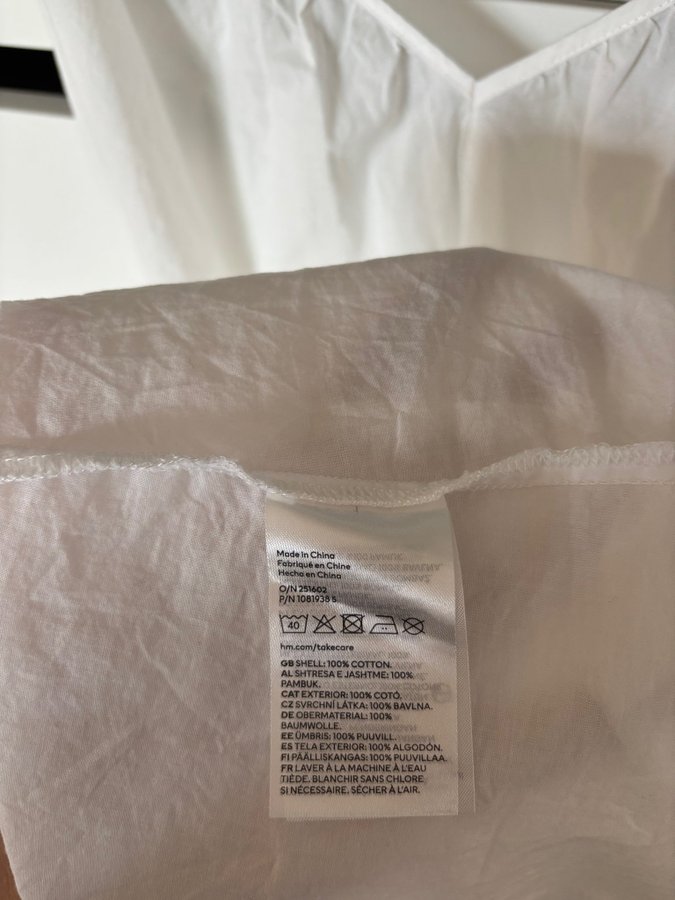 Made in China
Fabriqué en Chine
Hecho en China
O/N 251602
P/N 1081938 5
40
hm.com/takecare
GB SHELL: 100% COTTON.
AL SHTRESA E JASHTME: 100%
PAMBUK.
CAT EXTERIOR: 100% COTÓ.
CZ SVRCHNÍ LÁTKA: 100% BAVLNA.
DE OBERMATERIAL: 100%
BAUMWOLLE.
EE ÜMBRIS: 100% PUUVILL.
ES TELA EXTERIOR: 100% ALGODÓN.
FI PÄÄLLISKANGAS: 100% PUUVILLAA.
FR LAVER À LA MACHINE À L'EAU
TIÈDE. BLANCHIR SANS CHLORE
SI NÉCESSAIRE. SÉCHER À L'AIR.